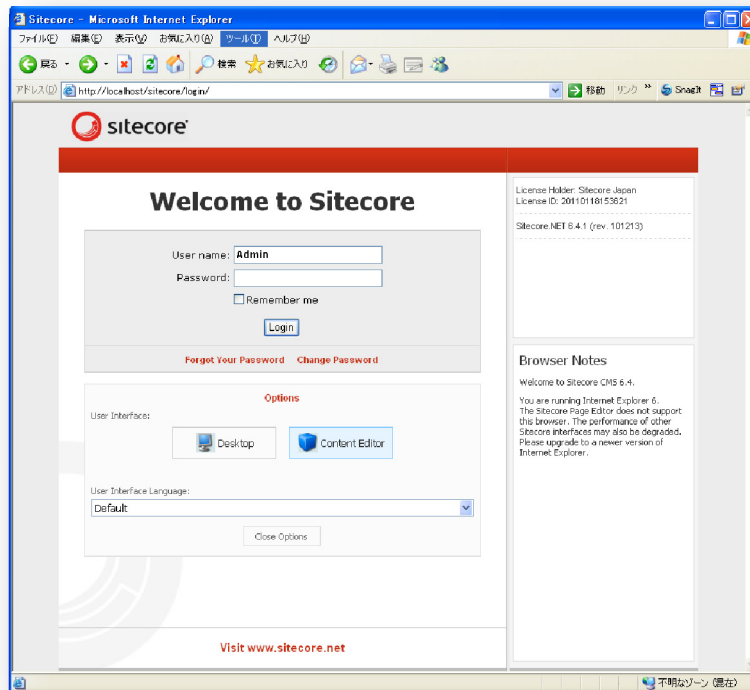 Sitecore - Microsoft Internet Explorer
ファイル(F) 編集(E) 表示(V) お気に入り(A) ツール(T) ヘルプ(H)
戻る 検索 お気に入り
アドレス(D) http://localhost/sitecore/login/ 移動 リンク » SnagIt
sitecore
Welcome to Sitecore
User name: Admin
Password:
Remember me
Login
Forgot Your Password Change Password
Options
User Interface:
Desktop Content Editor
User Interface Language:
Default
Close Options
Visit www.sitecore.net
License Holder: Sitecore Japan
License ID: 20110118153621
Sitecore.NET 6.4.1 (rev. 101213)
Browser Notes
Welcome to Sitecore CMS 6.4.
You are running Internet Explorer 6.
The Sitecore Page Editor does not support
this browser. The performance of other
Sitecore interfaces may also be degraded.
Please upgrade to a newer version of
Internet Explorer.
不明なゾーン (混在)